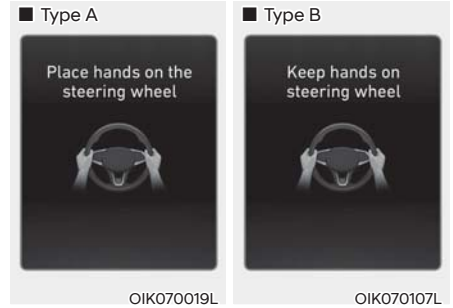 ■ Type A
Place hands on the
steering wheel
OIK070019L
■ Type B
Keep hands on
steering wheel
OIK070107L